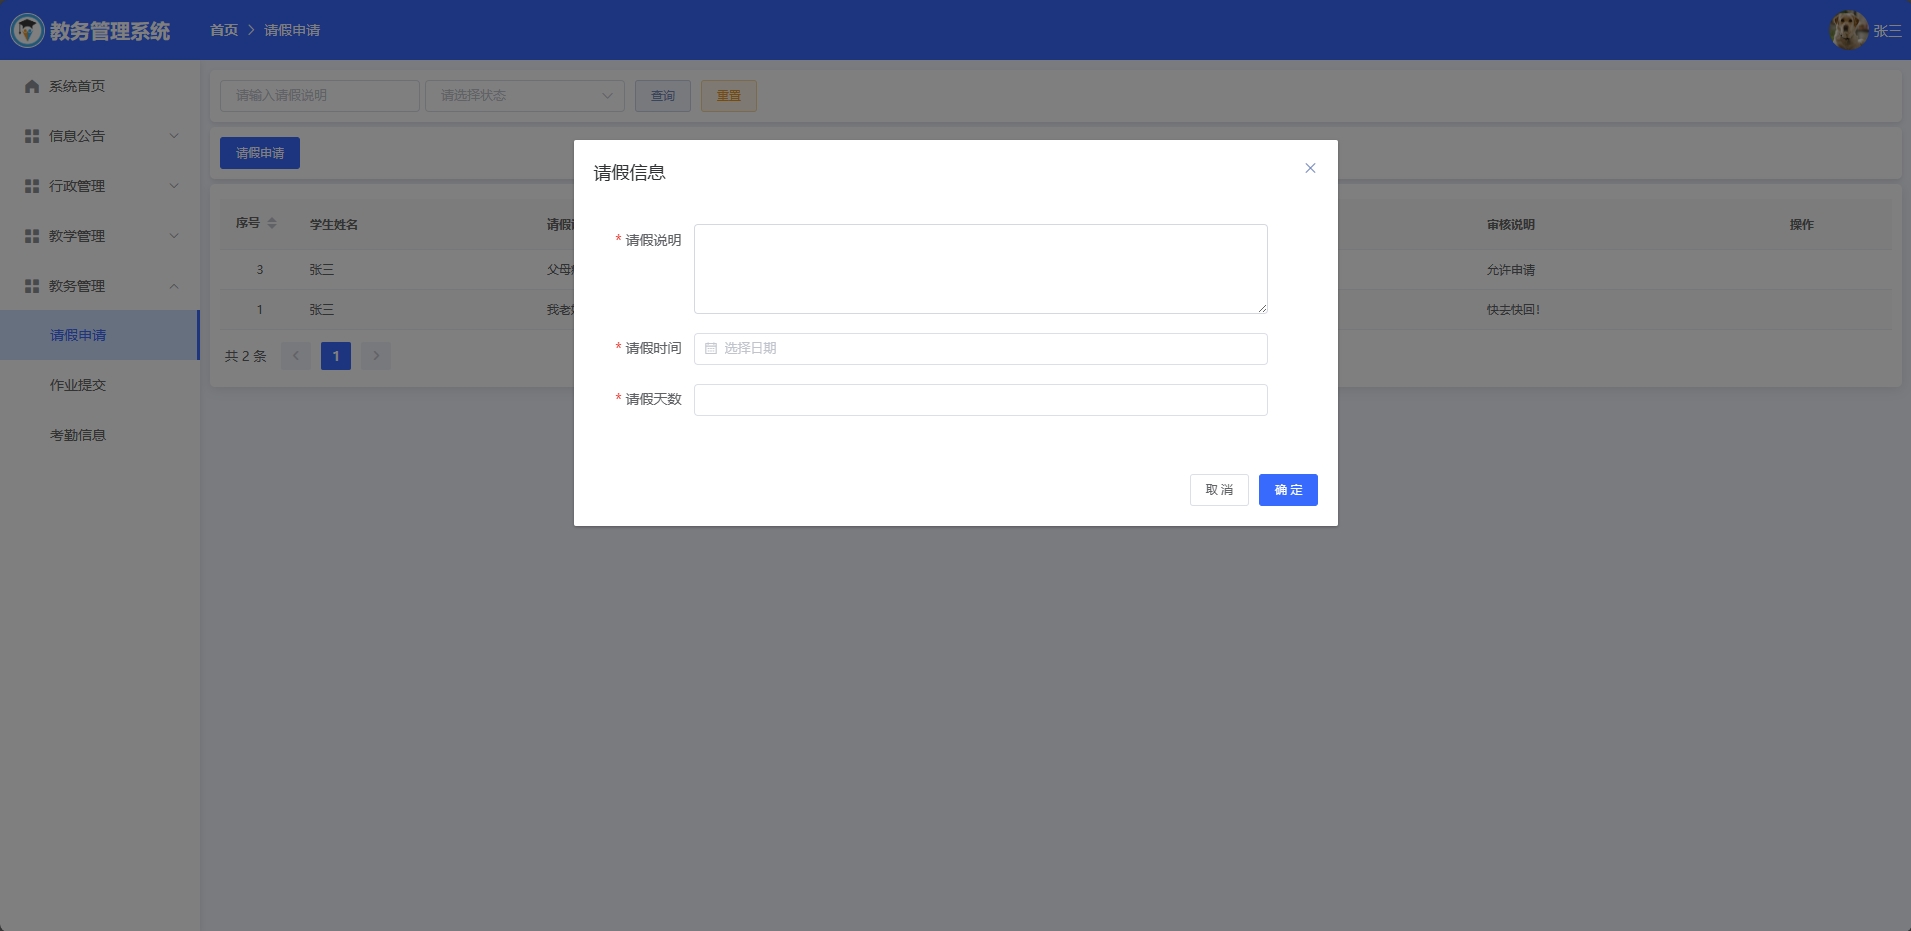 教务管理系统
首页 > 请假申请
张三
系统首页
信息公告
行政管理
教学管理
教务管理
请假申请
作业提交
考勤信息
请输入请假说明
请选择状态
查询
重置
请假申请
序号 学生姓名 请假 审核说明 操作
3 张三 父母 允许申请
1 张三 我老 快去快回!
共 2 条
1
请假信息
* 请假说明
* 请假时间 选择日期
* 请假天数
取 消
确 定